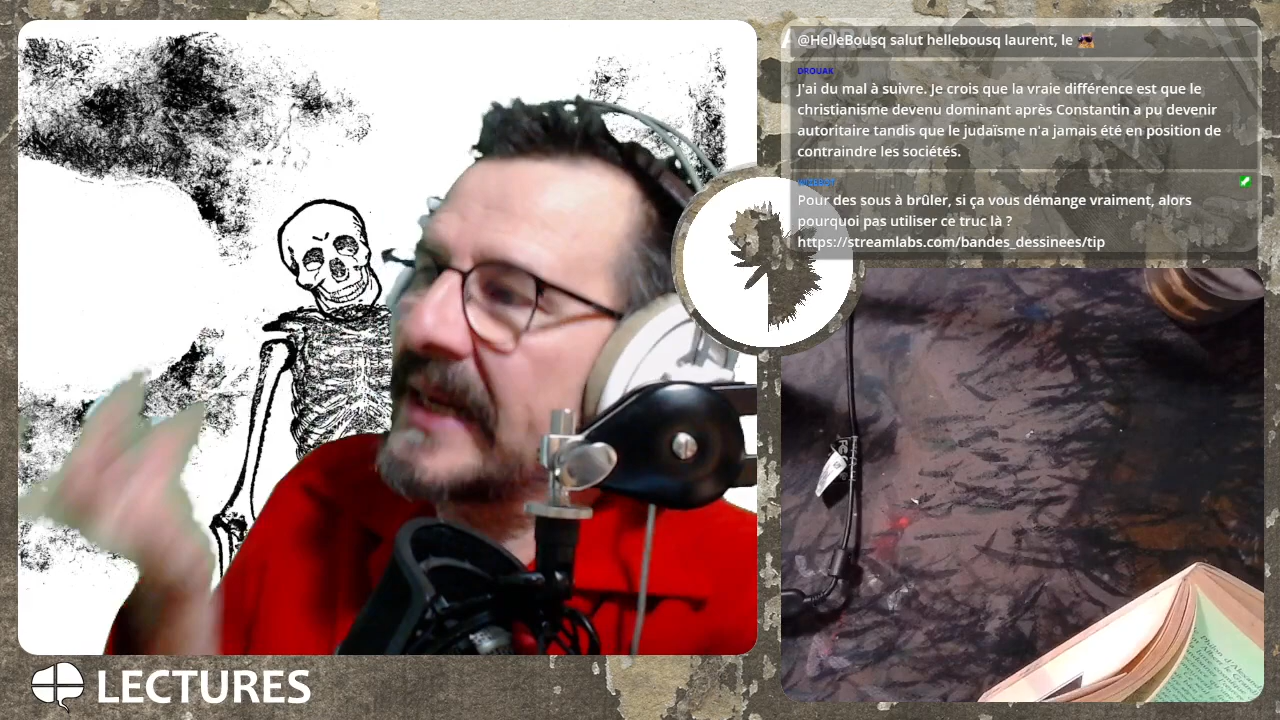 @HelleBousq salut hellebousq laurent, le
DROUAK
J'ai du mal à suivre. Je crois que la vraie différence est que le
christianisme devenu dominant après Constantin a pu devenir
autoritaire tandis que le judaïsme n'a jamais été en position de
contraindre les sociétés.
Pour des sous à brûler, si ça vous démange vraiment, alors
pourquoi pas utiliser ce truc là ?
https://streamlabs.com/bandes_dessinees/tip
LECTURES